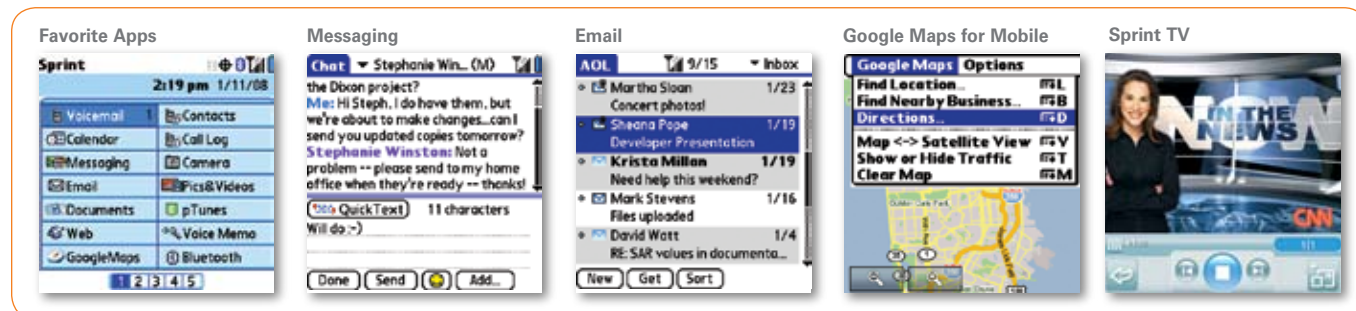 Favorite Apps
Sprint
2:19 pm 1/11/08
Voicemail 1
Contacts
Calendar
Call Log
Messaging
Camera
Email
Pics&Videos
Documents
pTunes
Web
Voice Memo
GoogleMaps
Bluetooth
1 2 3 4 5
Messaging
Chat Stephanie Win... (M)
the Dixon project?
Me: Hi Steph, I do have them, but
we're about to make changes...can I
send you updated copies tomorrow?
Stephanie Winston: Not a
problem -- please send to my home
office when they're ready -- thanks!
QuickText 11 characters
Will do :-)
Done Send Add...
Email
AOL 9/15 Inbox
Martha Sloan 1/23
Concert photos!
Sheana Pope 1/19
Developer Presentation
Krista Millan 1/19
Need help this weekend?
Mark Stevens 1/16
Files uploaded
David Watt 1/4
RE: SAR values in documenta...
New Get Sort
Google Maps for Mobile
Google Maps Options
Find Location... L
Find Nearby Business... B
Directions... D
Map <-> Satellite View V
Show or Hide Traffic T
Clear Map M
Sprint TV
IN THE
NOW
NEWS
CNN
1/1